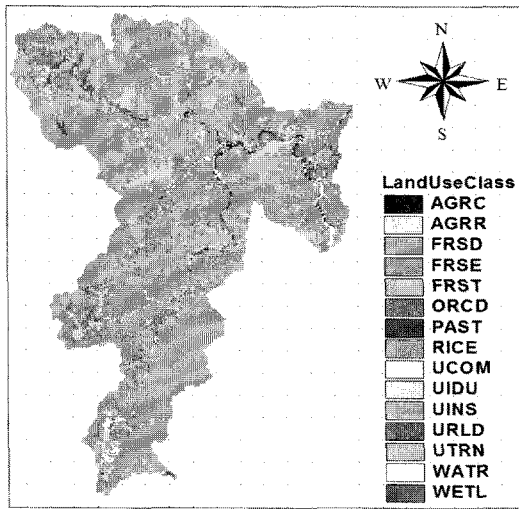 N
W E
S
LandUseClass
AGRC
AGRR
FRSD
FRSE
FRST
ORCD
PAST
RICE
UCOM
UIDU
UINS
URLD
UTRN
WATR
WETL